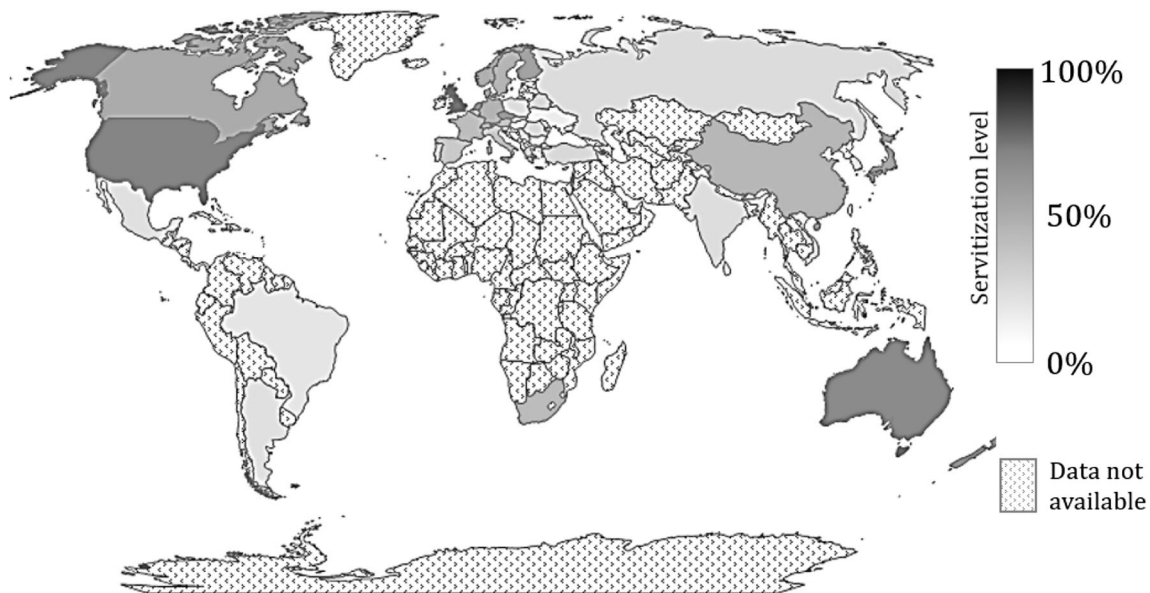 100%
Servitization level
50%
0%
Data not
available